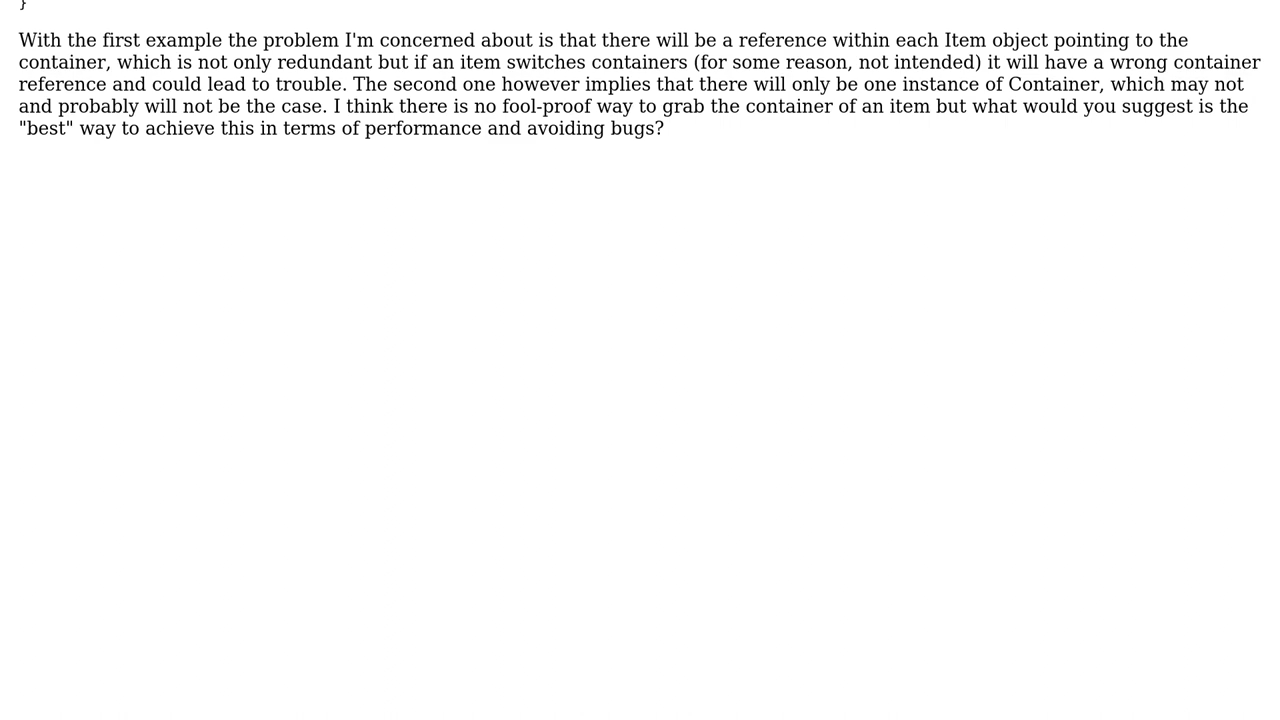 }
With the first example the problem I'm concerned about is that there will be a reference within each Item object pointing to the
container, which is not only redundant but if an item switches containers (for some reason, not intended) it will have a wrong container
reference and could lead to trouble. The second one however implies that there will only be one instance of Container, which may not
and probably will not be the case. I think there is no fool-proof way to grab the container of an item but what would you suggest is the
"best" way to achieve this in terms of performance and avoiding bugs?